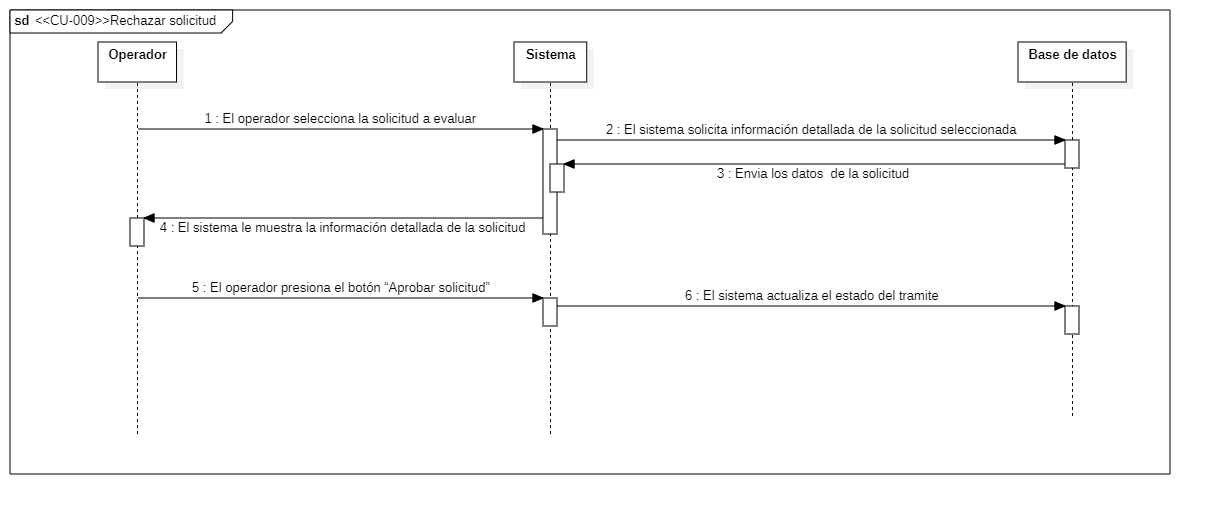 sd <<CU-009>>Rechazar solicitud
Operador
Sistema
Base de datos
1 : El operador selecciona la solicitud a evaluar
2 : El sistema solicita información detallada de la solicitud seleccionada
3 : Envia los datos  de la solicitud
4 : El sistema le muestra la información detallada de la solicitud
5 : El operador presiona el botón “Aprobar solicitud”
6 : El sistema actualiza el estado del tramite